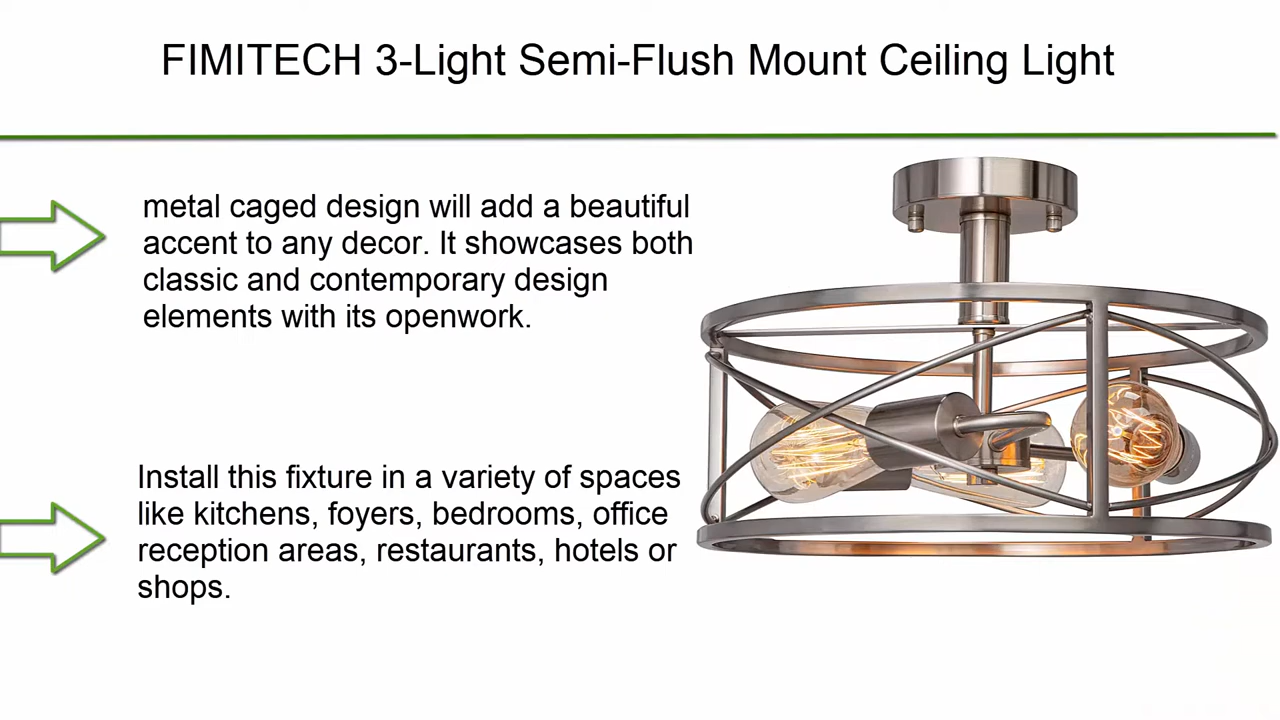 FIMITECH 3-Light Semi-Flush Mount Ceiling Light
metal caged design will add a beautiful
accent to any decor. It showcases both
classic and contemporary design
elements with its openwork.
Install this fixture in a variety of spaces
like kitchens, foyers, bedrooms, office
reception areas, restaurants, hotels or
shops.